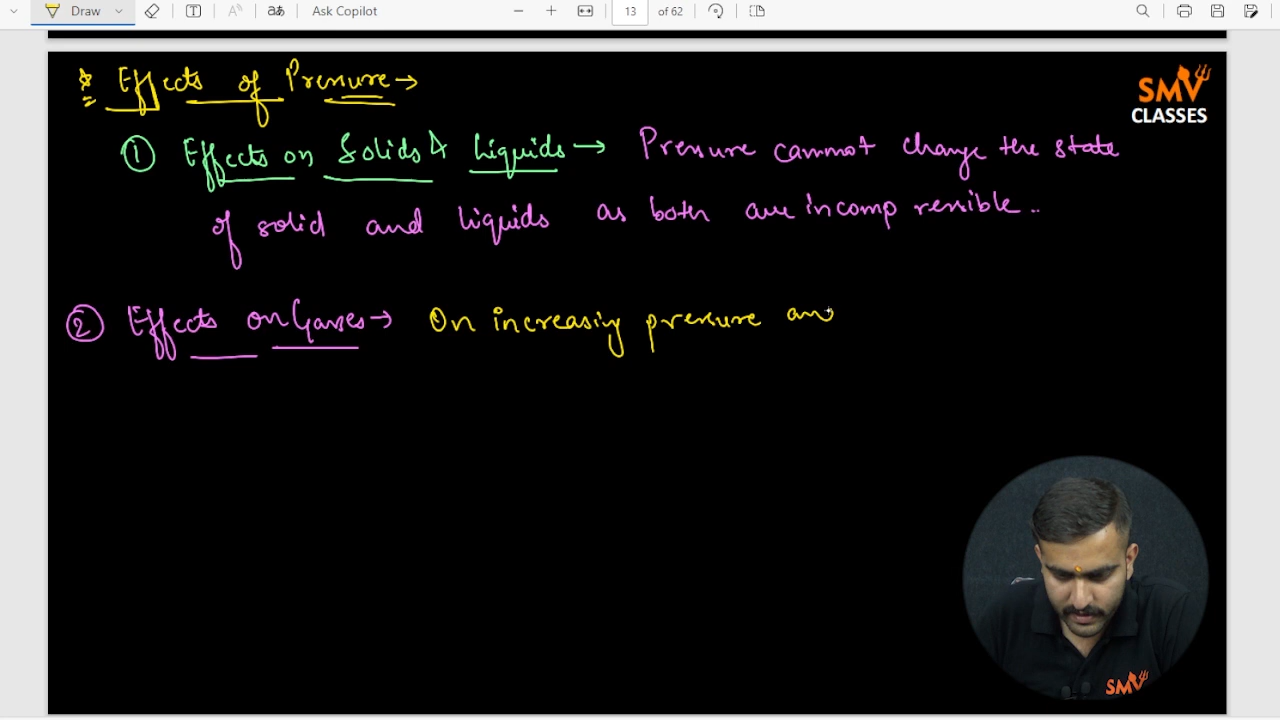 Draw
Ask Copilot
13 of 62
SMV
CLASSES
* Effects of Pressure →
① Effects on Solids & Liquids → Pressure cannot change the state
of solid and liquids as both are incompressible..
② Effects on Gases → On increasing pressure an
SMV